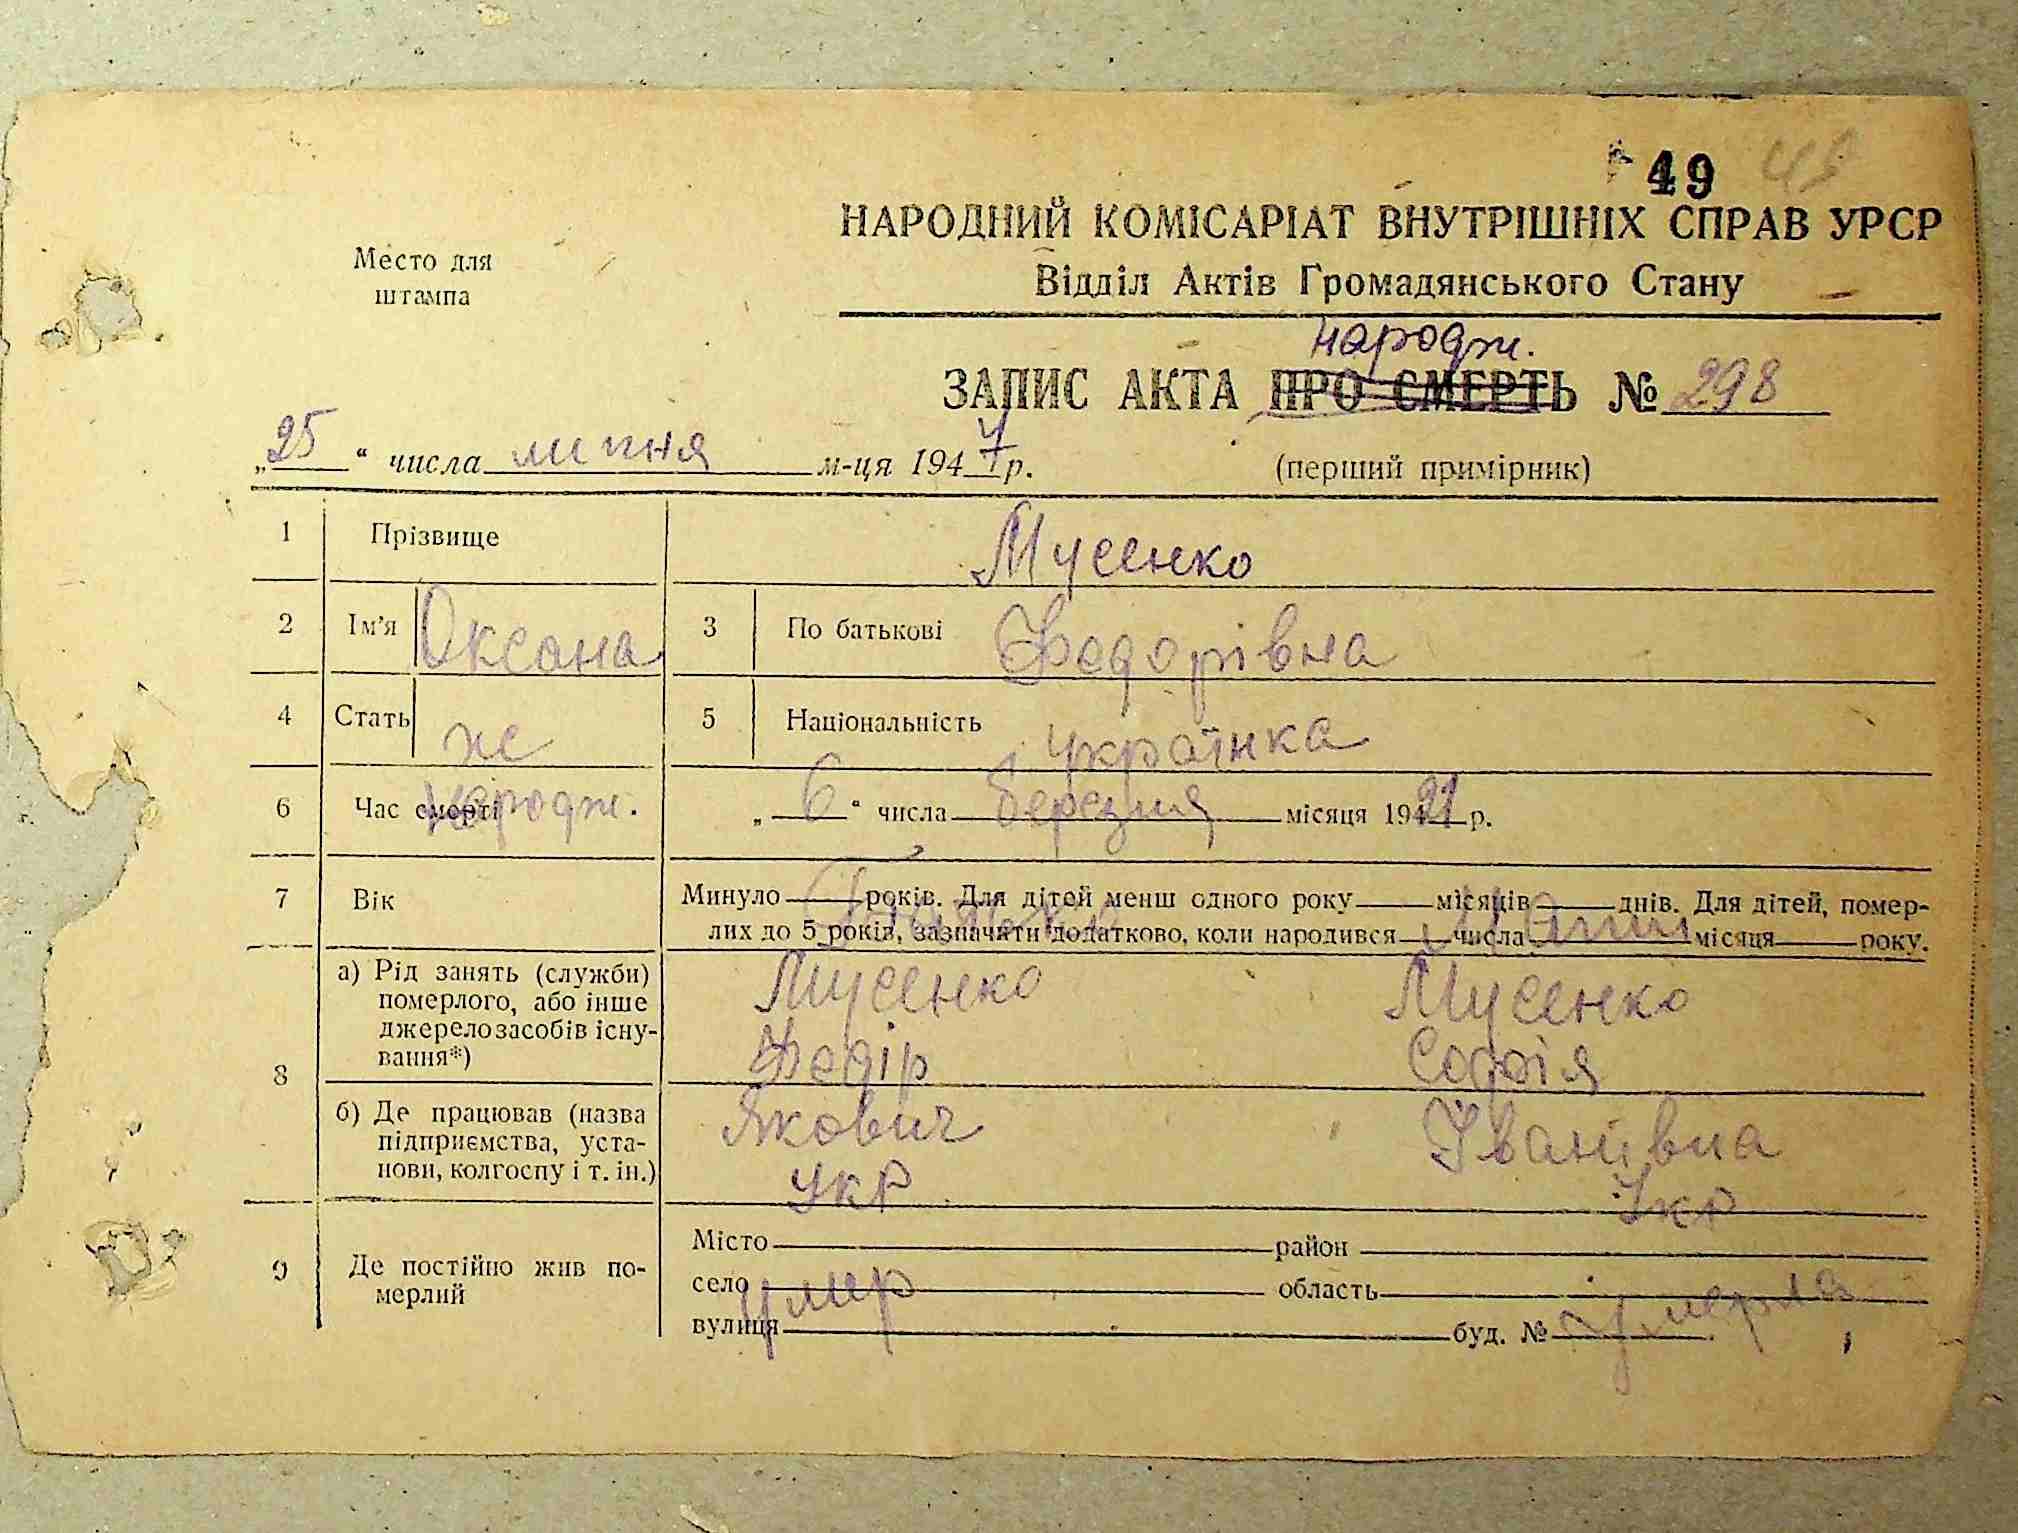 49
НАРОДНИЙ КОМІСАРІАТ ВНУТРІШНІХ СПРАВ УРСР
Место для штампа
Відділ Актів Громадянського Стану
народж.
ЗАПИС АКТА ПРО СМЕРТЬ № 298
„25“ числа липня м-ця 1947 р. (перший примірник)
1 Прізвище Мусенко
2 Ім'я Оксана 3 По батькові Федорівна
4 Стать ж 5 Національність українка
6 Час смерті народж. „6“ числа березня місяця 1921 р.
7 Вік Минуло років. Для дітей менш одного року місяців днів. Для дітей, помер-
лих до 5 років, зазначити додатково, коли народився числа місяця року.
Батько Мати
8 а) Рід занять (служби) померлого, або інше джерело засобів існу-вання*)
Мусенко Мусенко
Федір Софія
б) Де працював (назва підприємства, уста-нови, колгоспу і т. ін.)
Якович Іванівна
Укр Укр
9 Де постійно жив по-мерлий
Місто район
село область
умер умерла
вулиця буд. №